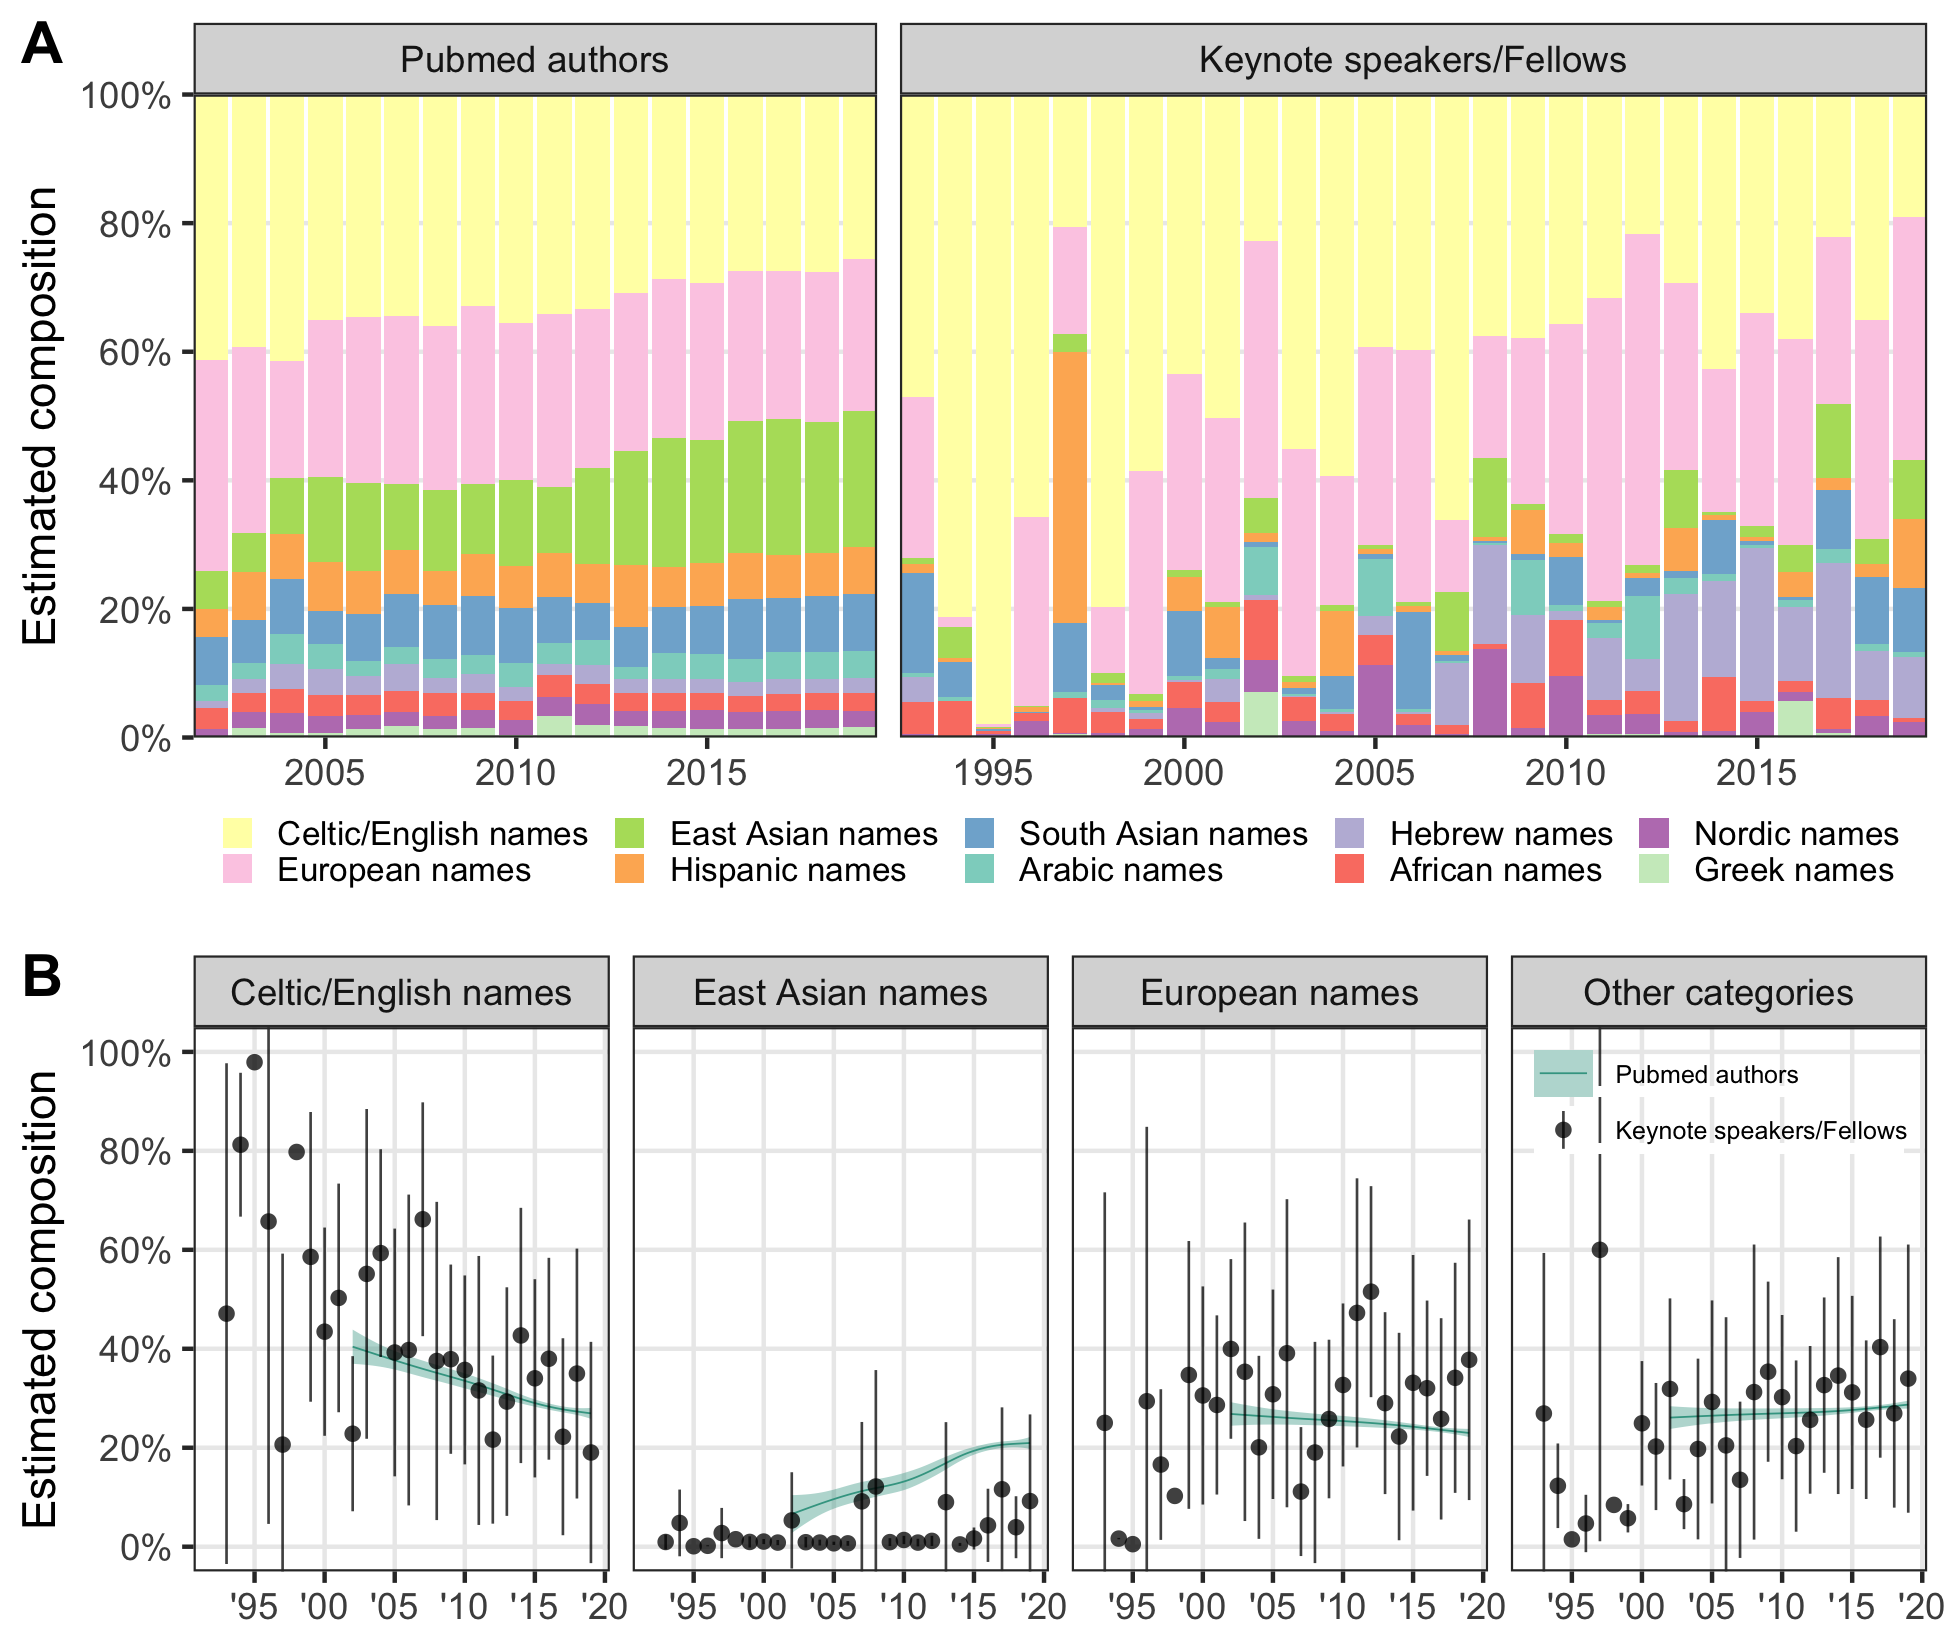 A
Pubmed authors
Keynote speakers/Fellows
Estimated composition
100%
80%
60%
40%
20%
0%
2005 2010 2015
1995 2000 2005 2010 2015
Celtic/English names East Asian names South Asian names Hebrew names Nordic names
European names Hispanic names Arabic names African names Greek names
B
Celtic/English names
East Asian names
European names
Other categories
Estimated composition
100%
80%
60%
40%
20%
0%
Pubmed authors
Keynote speakers/Fellows
'95 '00 '05 '10 '15 '20
'95 '00 '05 '10 '15 '20
'95 '00 '05 '10 '15 '20
'95 '00 '05 '10 '15 '20